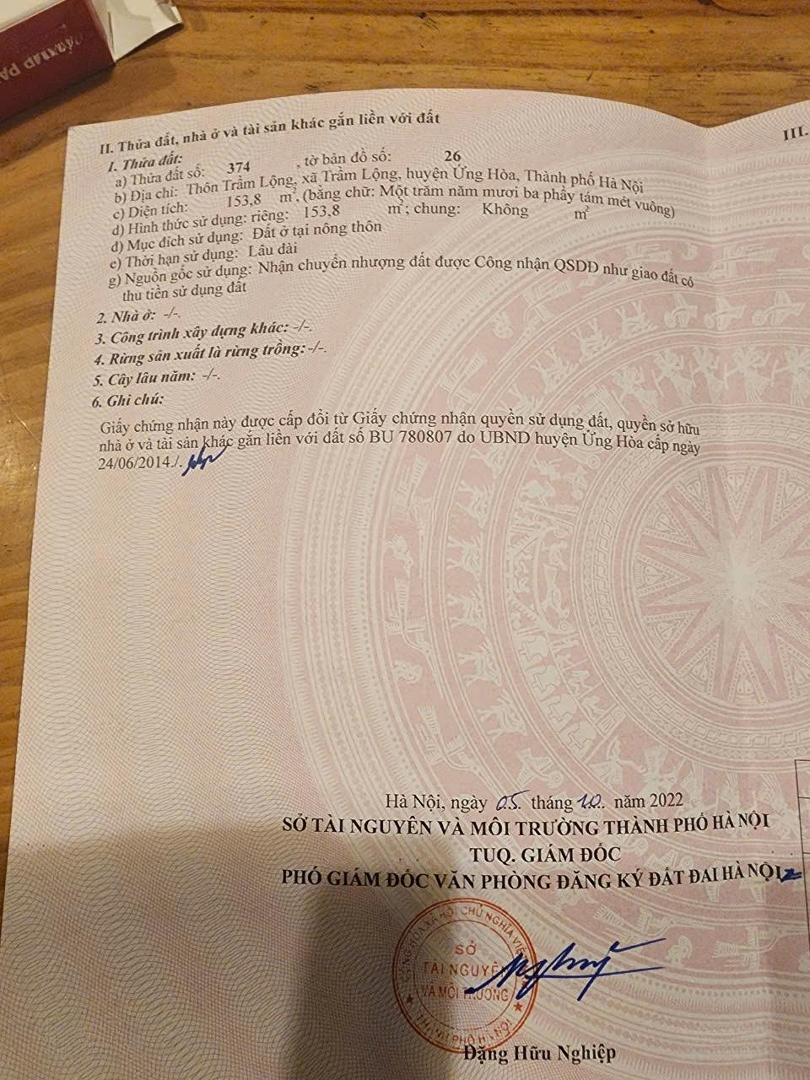 II. Thửa đất, nhà ở và tài sản khác gắn liền với đất
III.
1. Thửa đất:
a) Thửa đất số: 374 , tờ bản đồ số: 26
b) Địa chỉ: Thôn Trầm Lộng, xã Trầm Lộng, huyện Ứng Hòa, Thành phố Hà Nội
c) Diện tích: 153,8 m², (bằng chữ: Một trăm năm mươi ba phẩy tám mét vuông)
d) Hình thức sử dụng: riêng: 153,8 m²; chung: Không m²
đ) Mục đích sử dụng: Đất ở tại nông thôn
e) Thời hạn sử dụng: Lâu dài
g) Nguồn gốc sử dụng: Nhận chuyển nhượng đất được Công nhận QSDĐ như giao đất có
thu tiền sử dụng đất
2. Nhà ở: -/-.
3. Công trình xây dựng khác: -/-.
4. Rừng sản xuất là rừng trồng: -/-.
5. Cây lâu năm: -/-.
6. Ghi chú:
Giấy chứng nhận này được cấp đổi từ Giấy chứng nhận quyền sử dụng đất, quyền sở hữu
nhà ở và tài sản khác gắn liền với đất số BU 780807 do UBND huyện Ứng Hòa cấp ngày
24/06/2014./.
Hà Nội, ngày 05 tháng 10 năm 2022
SỞ TÀI NGUYÊN VÀ MÔI TRƯỜNG THÀNH PHỐ HÀ NỘI
TUQ. GIÁM ĐỐC
PHÓ GIÁM ĐỐC VĂN PHÒNG ĐĂNG KÝ ĐẤT ĐAI HÀ NỘI
SỞ
TÀI NGUYÊN
VÀ MÔI TRƯỜNG
THÀNH PHỐ HÀ NỘI
Đặng Hữu Nghiệp